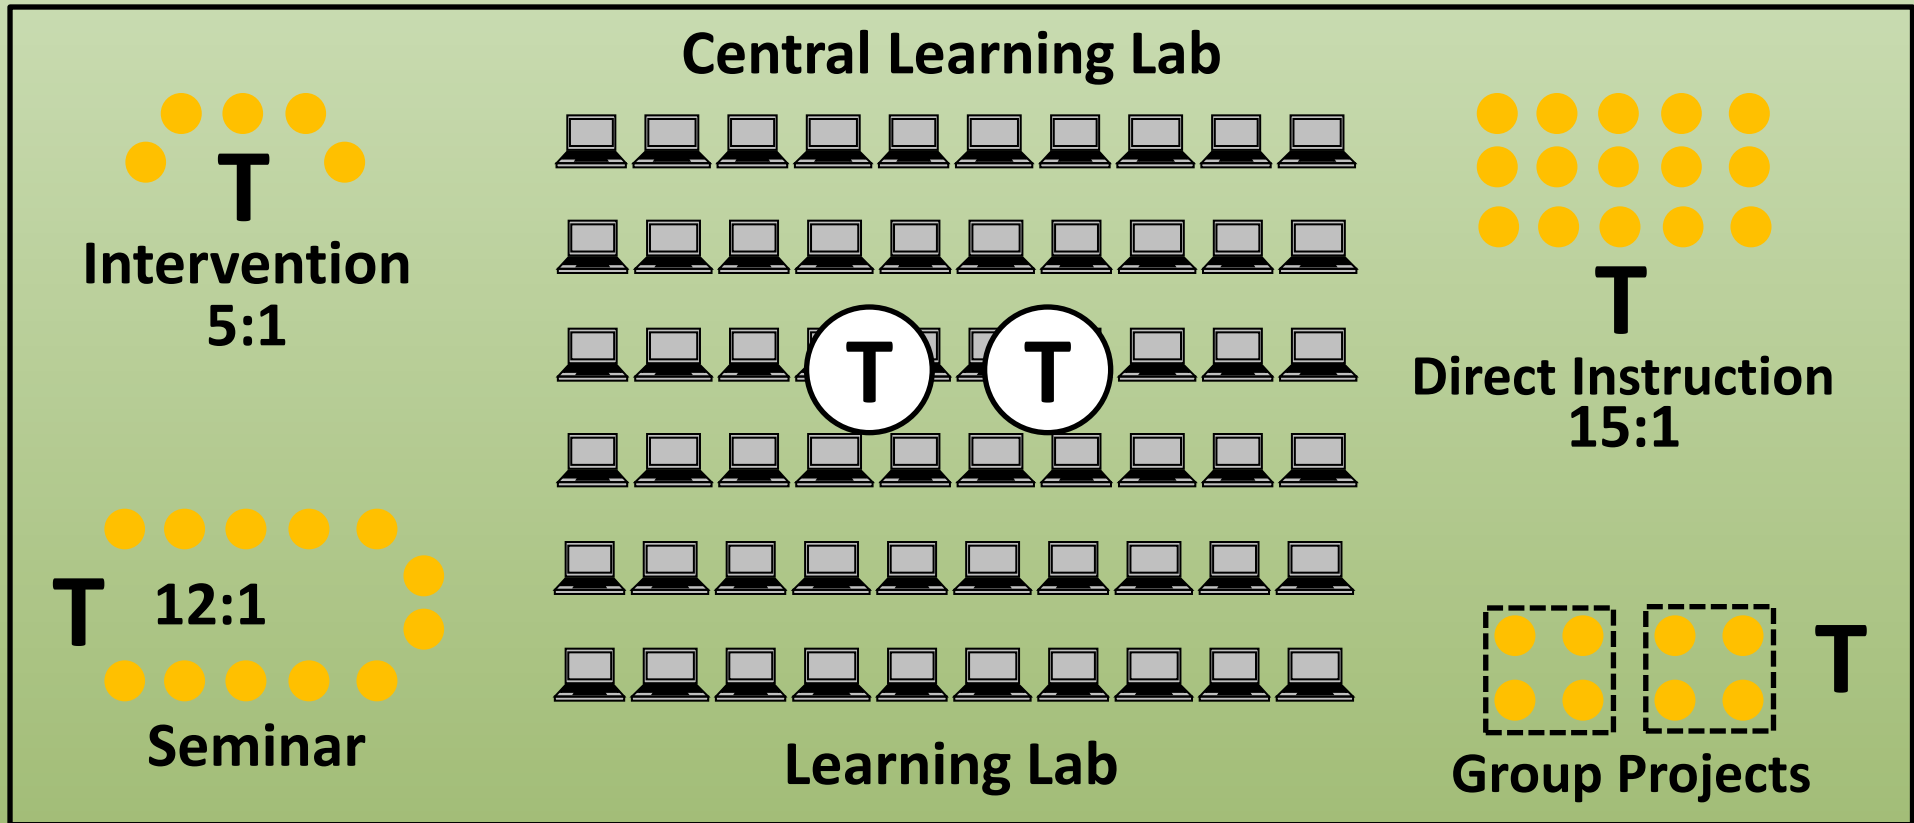 Central Learning Lab
T
Intervention
5:1
T
12:1
Seminar
T
T
Learning Lab
T
Direct Instruction
15:1
T
Group Projects